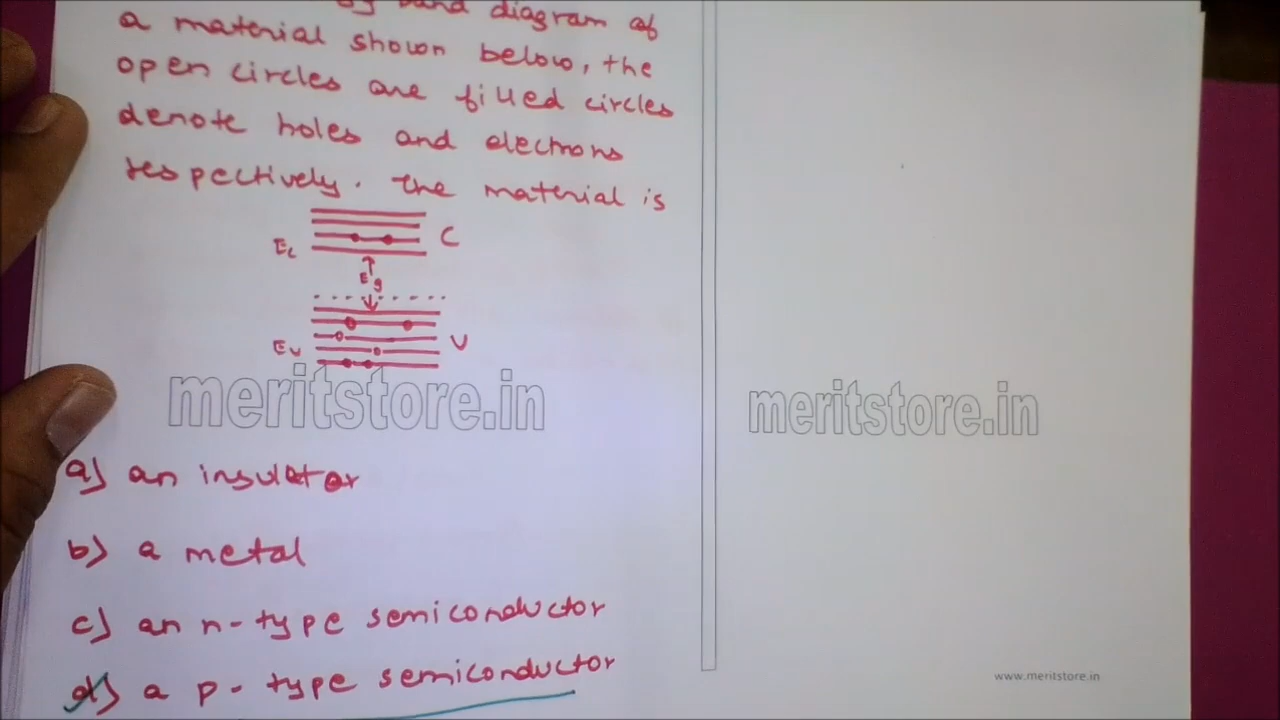 band diagram of
a material shown below, the
open circles are filled circles
denote holes and electrons
respectively. The material is
Ec
C
Eg
Ev
V
meritstore.in
meritstore.in
a) an insulator
b) a metal
c) an n-type semiconductor
d) a p-type semiconductor
www.meritstore.in